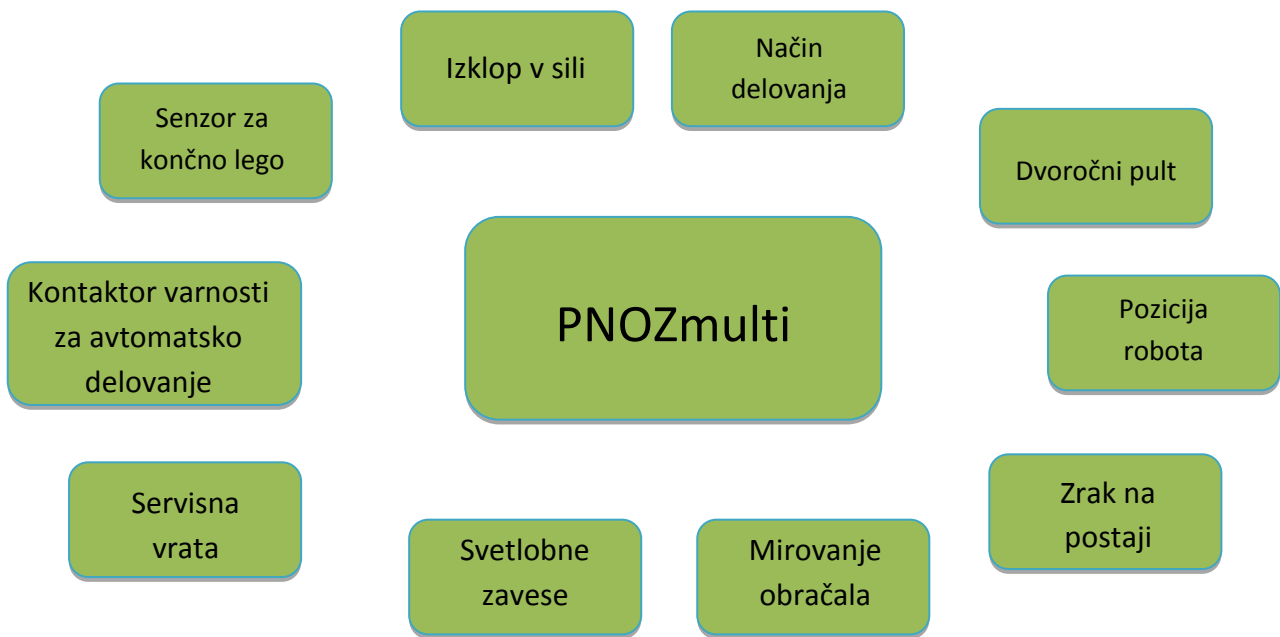 Izklop v sili
Način
delovanja
Senzor za
končno lego
Dvoročni pult
PNOZmulti
Kontaktor varnosti
za avtomatsko
delovanje
Pozicija
robota
Servisna
vrata
Zrak na
postaji
Svetlobne
zavese
Mirovanje
obračala